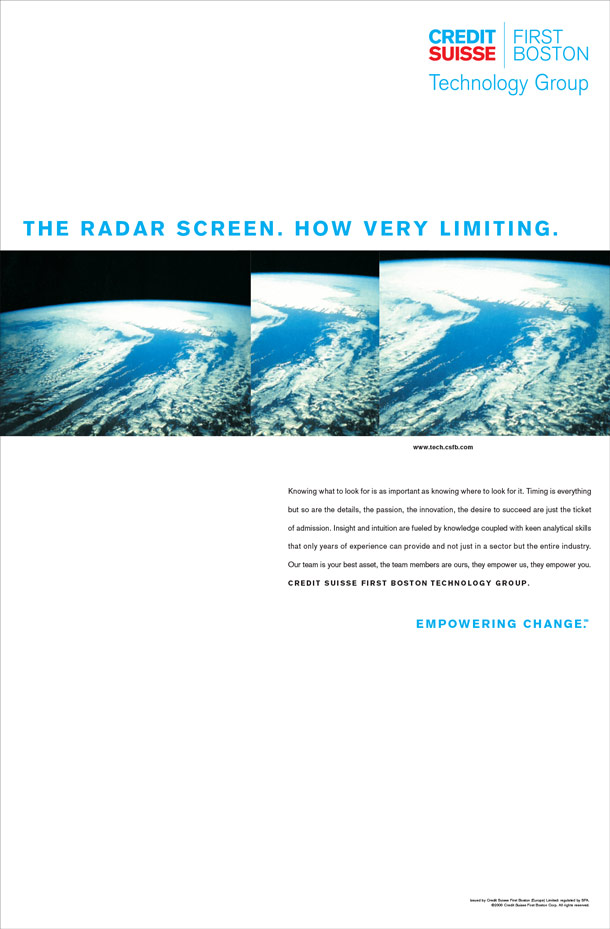 CREDIT SUISSE | FIRST BOSTON
Technology Group
THE RADAR SCREEN. HOW VERY LIMITING.
www.tech.csfb.com
Knowing what to look for is as important as knowing where to look for it. Timing is everything
but so are the details, the passion, the innovation, the desire to succeed are just the ticket
of admission. Insight and intuition are fueled by knowledge coupled with keen analytical skills
that only years of experience can provide and not just in a sector but the entire industry.
Our team is your best asset, the team members are ours, they empower us, they empower you.
CREDIT SUISSE FIRST BOSTON TECHNOLOGY GROUP.
EMPOWERING CHANGE.™
Issued by Credit Suisse First Boston (Europe) Limited: regulated by SFA.
©2000 Credit Suisse First Boston Corp. All rights reserved.